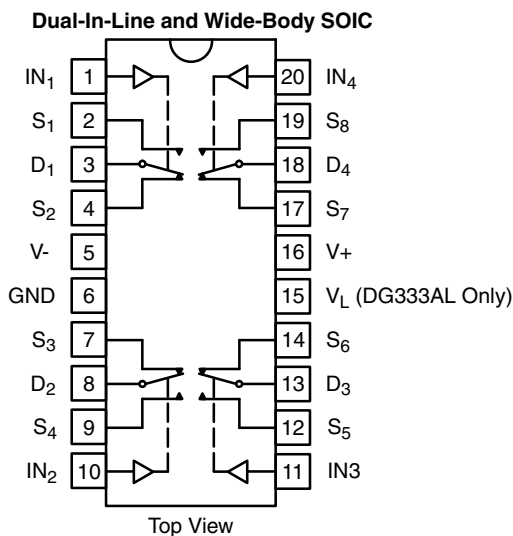 Dual-In-Line and Wide-Body SOIC
IN1 1 20 IN4
S1 2 19 S8
D1 3 18 D4
S2 4 17 S7
V- 5 16 V+
GND 6 15 VL (DG333AL Only)
S3 7 14 S6
D2 8 13 D3
S4 9 12 S5
IN2 10 11 IN3
Top View